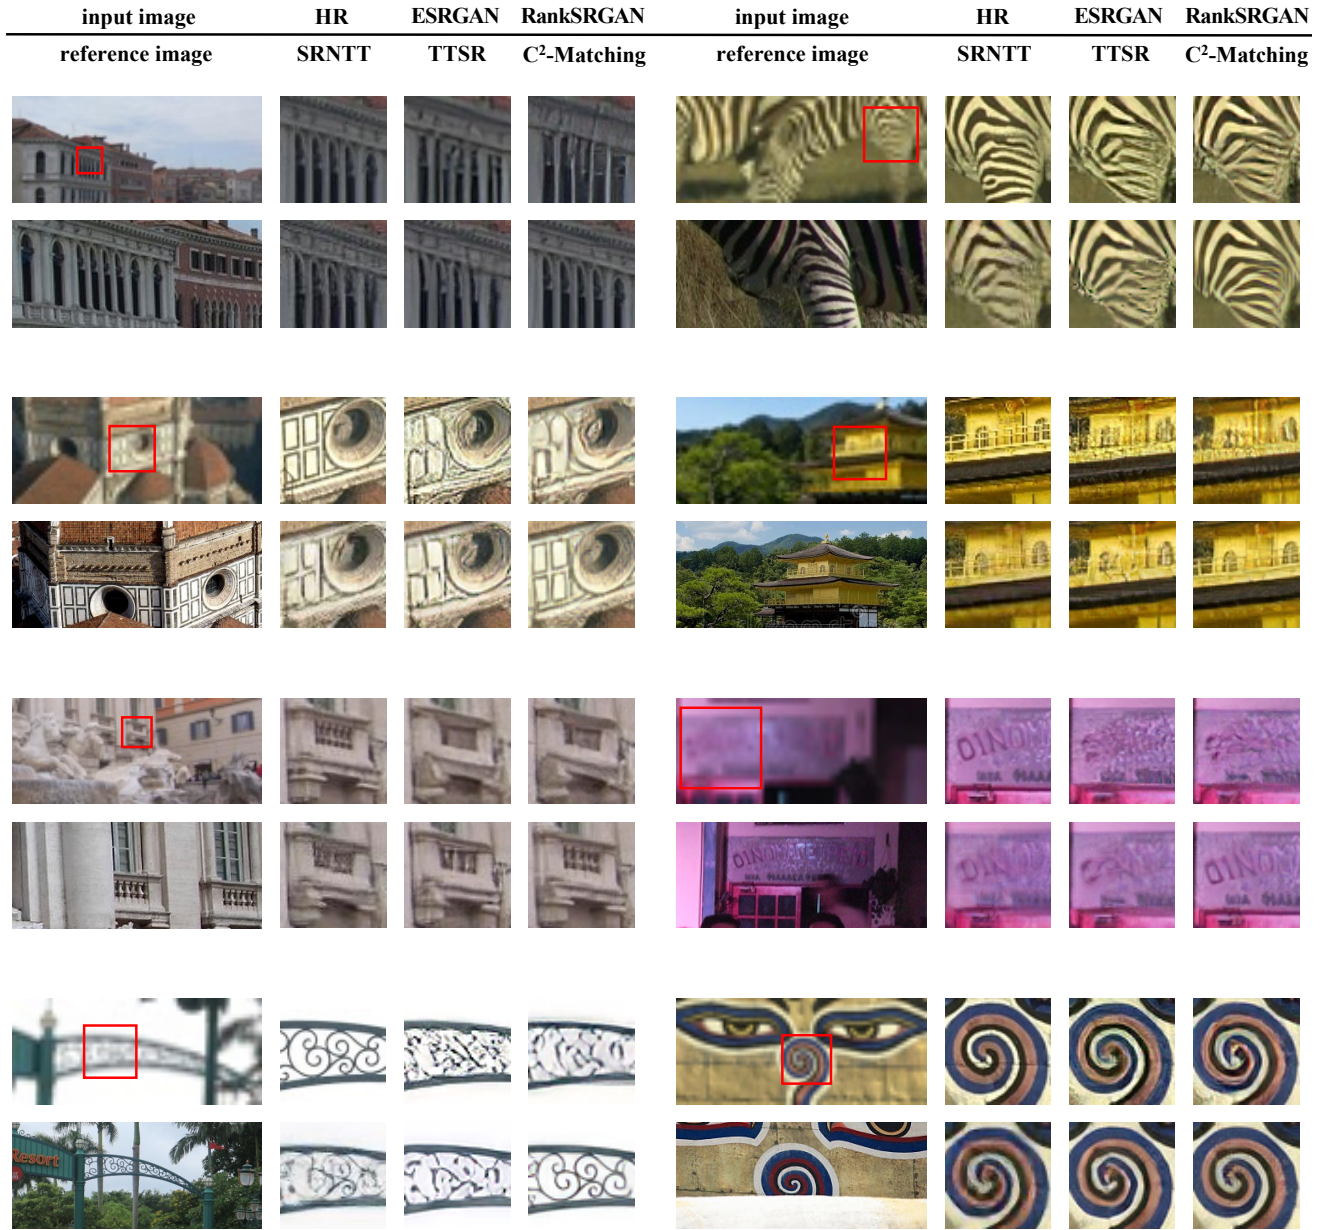 input image HR ESRGAN RankSRGAN input image HR ESRGAN RankSRGAN
reference image SRNTT TTSR C²-Matching reference image SRNTT TTSR C²-Matching
Resort